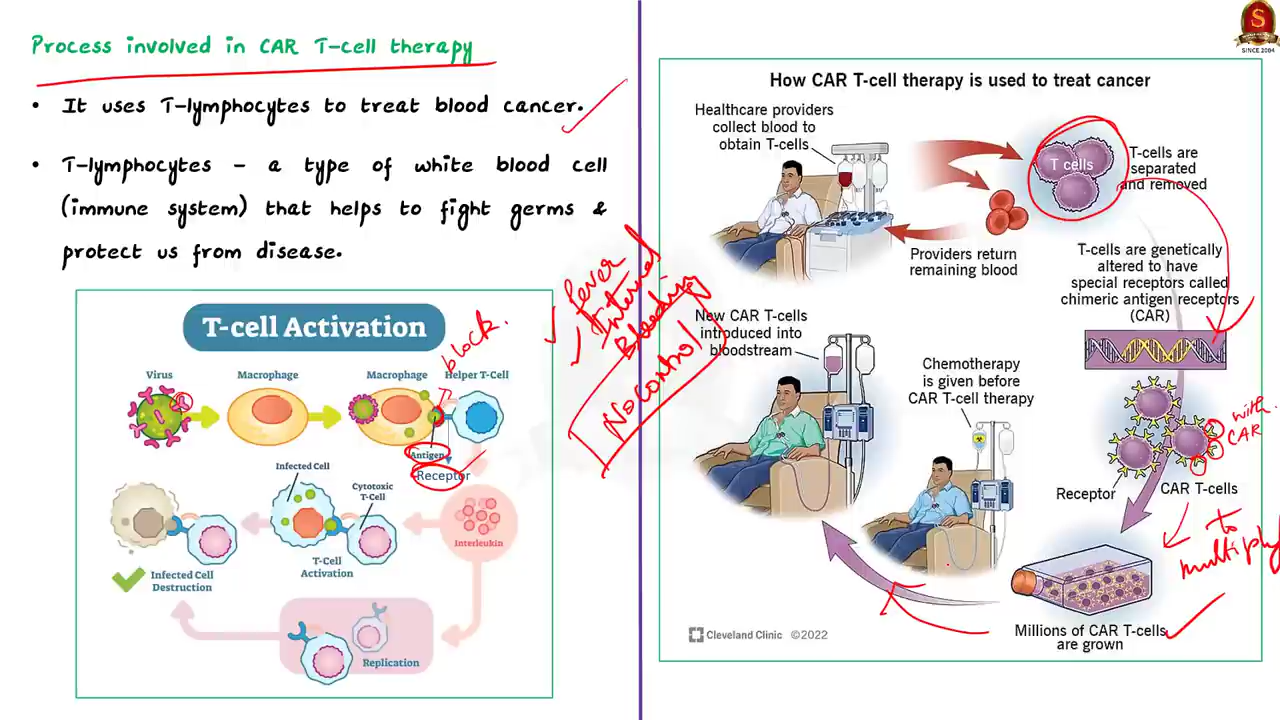 Process involved in CAR T-cell therapy
• It uses T-lymphocytes to treat blood cancer.
• T-lymphocytes - a type of white blood cell
(immune system) that helps to fight germs &
protect us from disease.
T-cell Activation
Virus
Macrophage
Macrophage
Helper T-Cell
block.
Antigen
Receptor
Infected Cell
Cytotoxic
T-Cell
T-Cell
Activation
Interleukin
Infected Cell
Destruction
Replication
fever
Internal
Bleeding
No control
S
SINCE 2004
How CAR T-cell therapy is used to treat cancer
Healthcare providers
collect blood to
obtain T-cells
T cells
T-cells are
separated
and removed
Providers return
remaining blood
T-cells are genetically
altered to have
special receptors called
chimeric antigen receptors
(CAR)
with
CAR
Receptor
CAR T-cells
to
multiply
Millions of CAR T-cells
are grown
Chemotherapy
is given before
CAR T-cell therapy
New CAR T-cells
introduced into
bloodstream
Cleveland Clinic ©2022